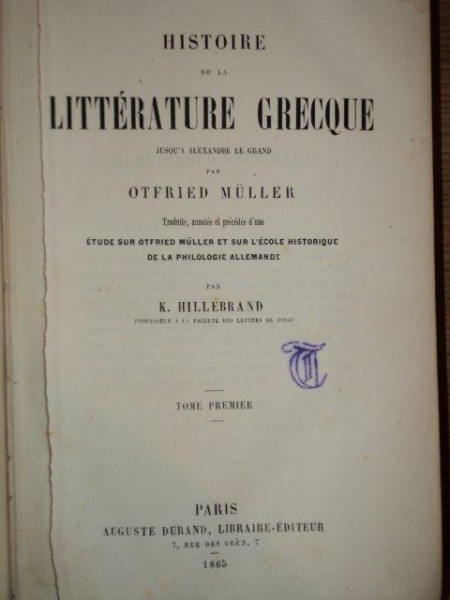 HISTOIRE
DE LA
LITTÉRATURE GRECQUE
JUSQU'A ALEXANDRE LE GRAND
PAR
OTFRIED MÜLLER
Traduite, annotée et précédée d'une
ÉTUDE SUR OTFRIED MÜLLER ET SUR L'ÉCOLE HISTORIQUE
DE LA PHILOLOGIE ALLEMANDE
PAR
K. HILLEBRAND
PROFESSEUR A LA FACULTÉ DES LETTRES DE DOUAI
TOME PREMIER
PARIS
AUGUSTE DURAND, LIBRAIRE-ÉDITEUR
7, RUE DES GRÈS, 7
1865